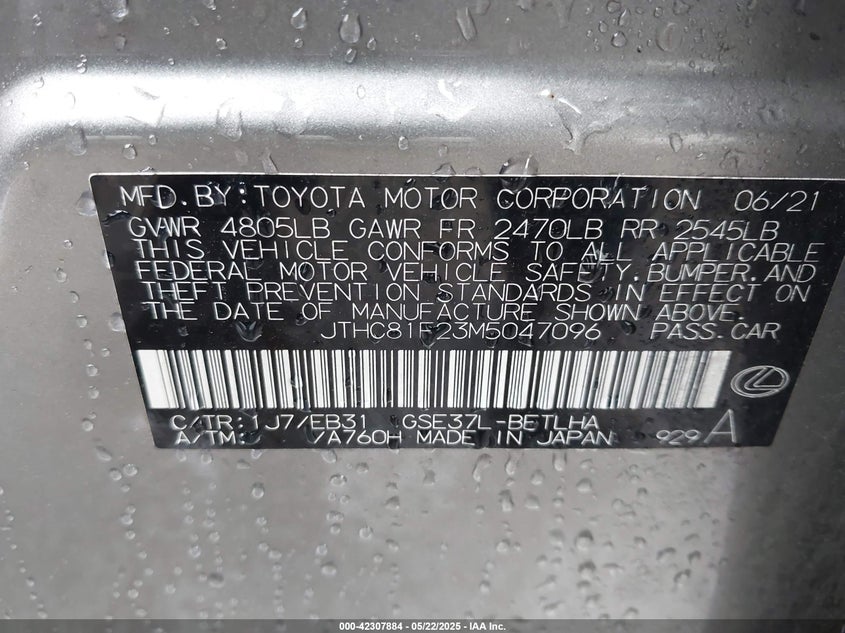 MFD.BY:TOYOTA MOTOR CORPORATION 06/21
GVWR 4805LB GAWR FR 2470LB RR 2545LB
THIS VEHICLE CONFORMS TO ALL APPLICABLE
FEDERAL MOTOR VEHICLE SAFETY,BUMPER,AND
THEFT PREVENTION STANDARDS IN EFFECT ON
THE DATE OF MANUFACTURE SHOWN ABOVE.
PASS.CAR
C/TR:1J7/EB31 GSE37L-BETLHA
A/TM: /A760H MADE IN JAPAN 929 A
000-42307884 - 05/22/2025 - IAA Inc.